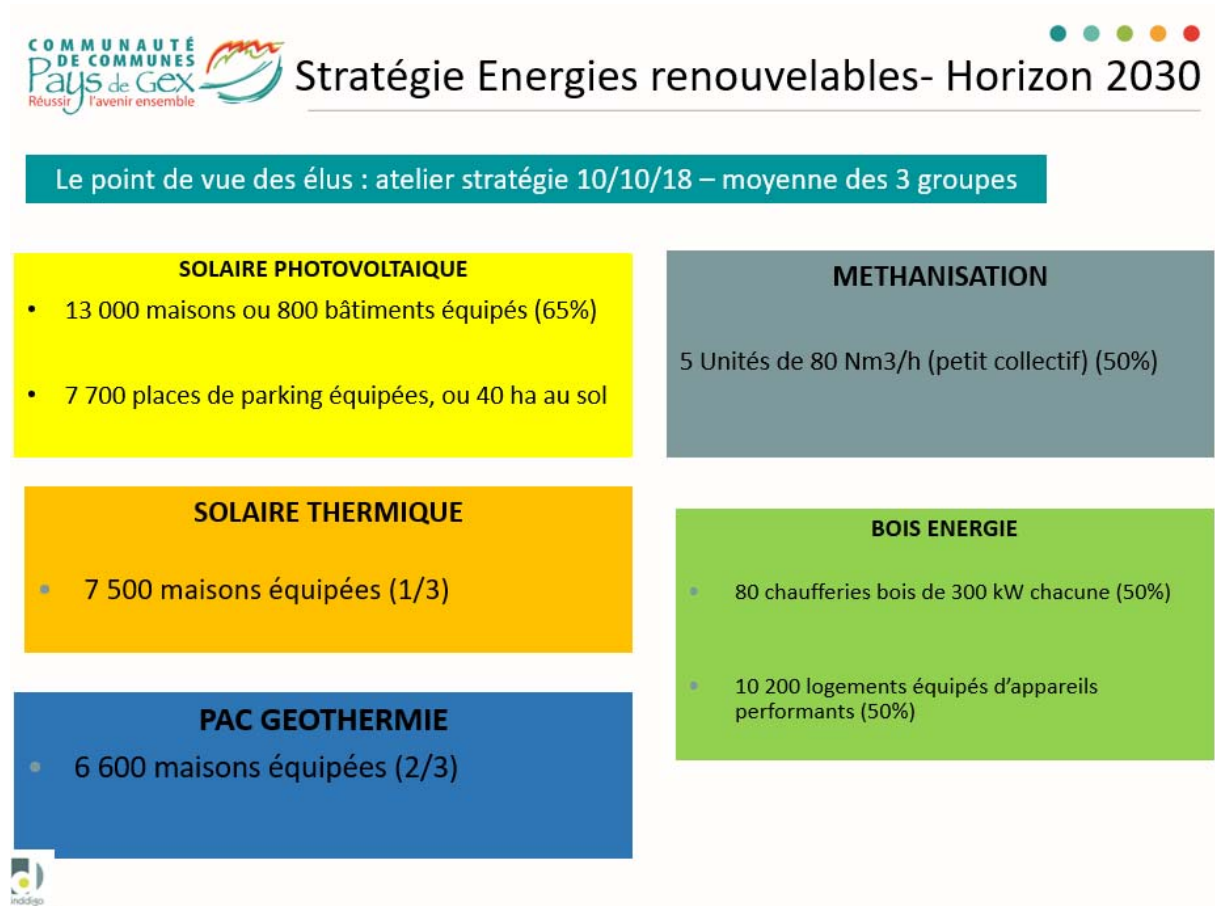 COMMUNAUTÉ
DE COMMUNES
Pays de Gex
Réussir l'avenir ensemble
Stratégie Energies renouvelables- Horizon 2030
Le point de vue des élus : atelier stratégie 10/10/18 – moyenne des 3 groupes
SOLAIRE PHOTOVOLTAIQUE
• 13 000 maisons ou 800 bâtiments équipés (65%)
• 7 700 places de parking équipées, ou 40 ha au sol
METHANISATION
5 Unités de 80 Nm3/h (petit collectif) (50%)
SOLAIRE THERMIQUE
• 7 500 maisons équipées (1/3)
BOIS ENERGIE
• 80 chaufferies bois de 300 kW chacune (50%)
• 10 200 logements équipés d'appareils
performants (50%)
PAC GEOTHERMIE
• 6 600 maisons équipées (2/3)
inddigo